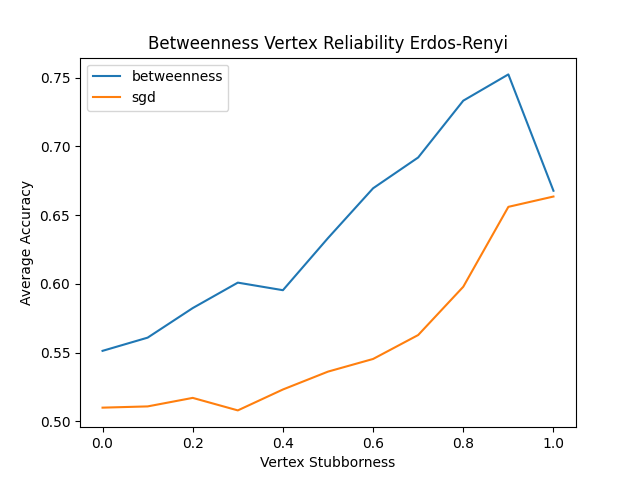 Betweenness Vertex Reliability Erdos-Renyi
betweenness
sgd
Average Accuracy
0.75
0.70
0.65
0.60
0.55
0.50
0.0 0.2 0.4 0.6 0.8 1.0
Vertex Stubborness